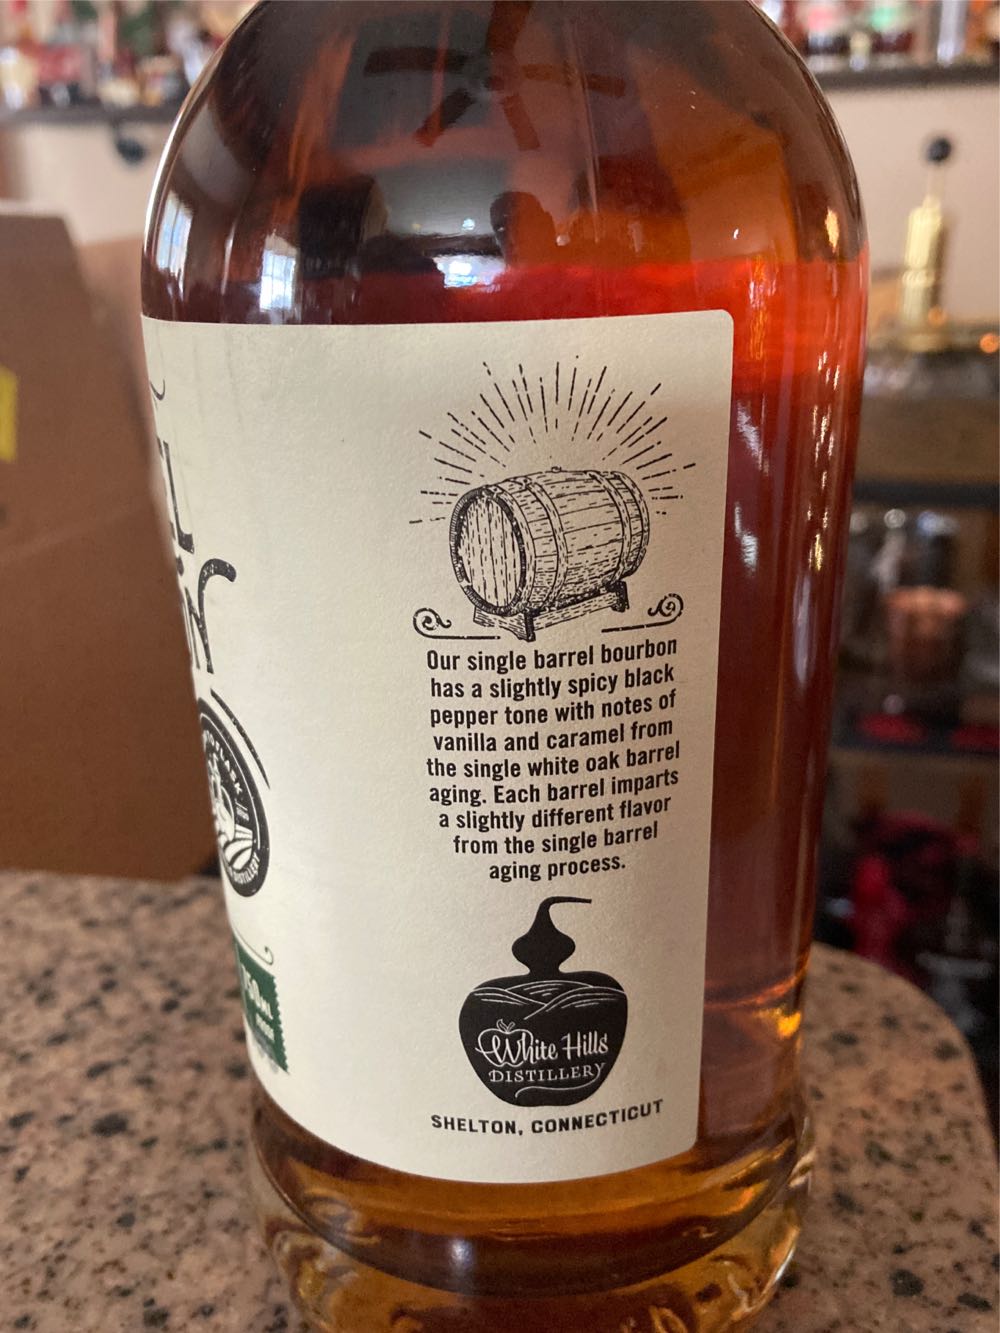 Our single barrel bourbon
has a slightly spicy black
pepper tone with notes of
vanilla and caramel from
the single white oak barrel
aging. Each barrel imparts
a slightly different flavor
from the single barrel
aging process.
White Hills
DISTILLERY
SHELTON, CONNECTICUT